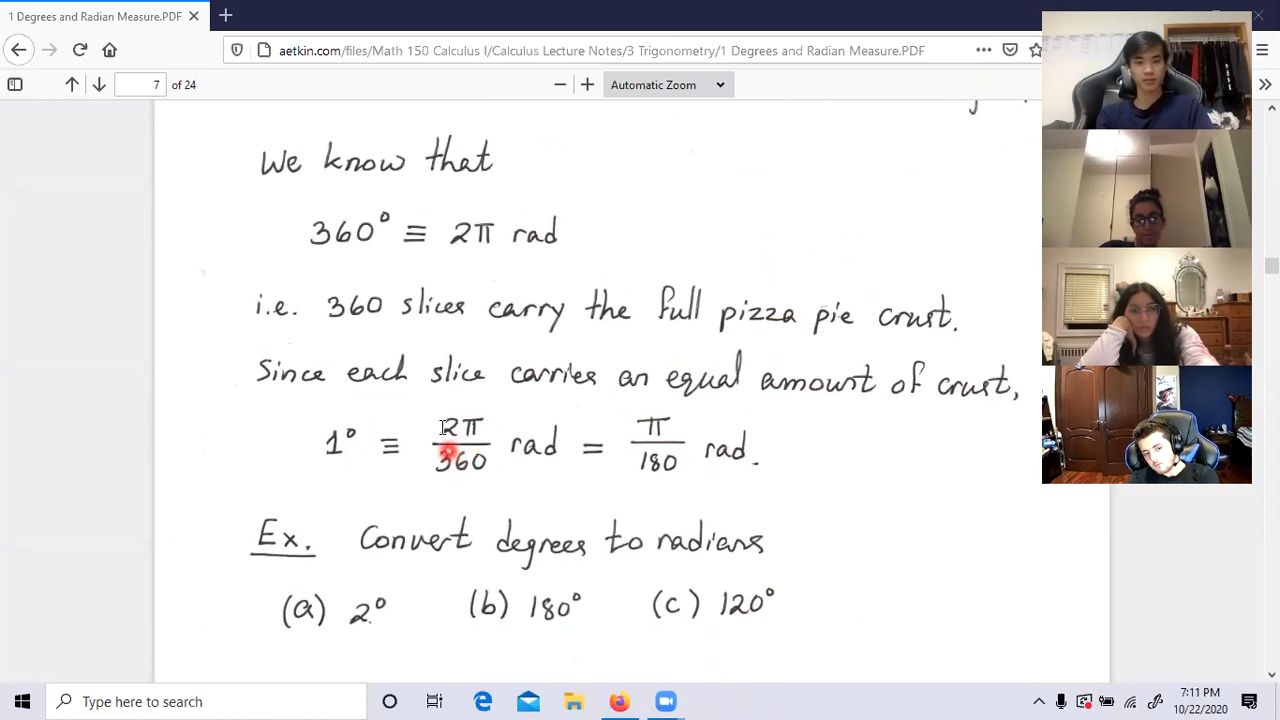 1 Degrees and Radian Measure.PDF
aetkin.com/files/Math 150 Calculus I/Calculus Lecture Notes/3 Trigonometry/1 Degrees and Radian Measure.PDF
7 of 24
Automatic Zoom
We know that
360° ≡ 2π rad
i.e. 360 slices carry the full pizza pie crust.
Since each slice carries an equal amount of crust,
1° ≡ 2π/360 rad = π/180 rad.
Ex. Convert degrees to radians
(a) 2° (b) 180° (c) 120°
Type here to search
7:11 PM
10/22/2020